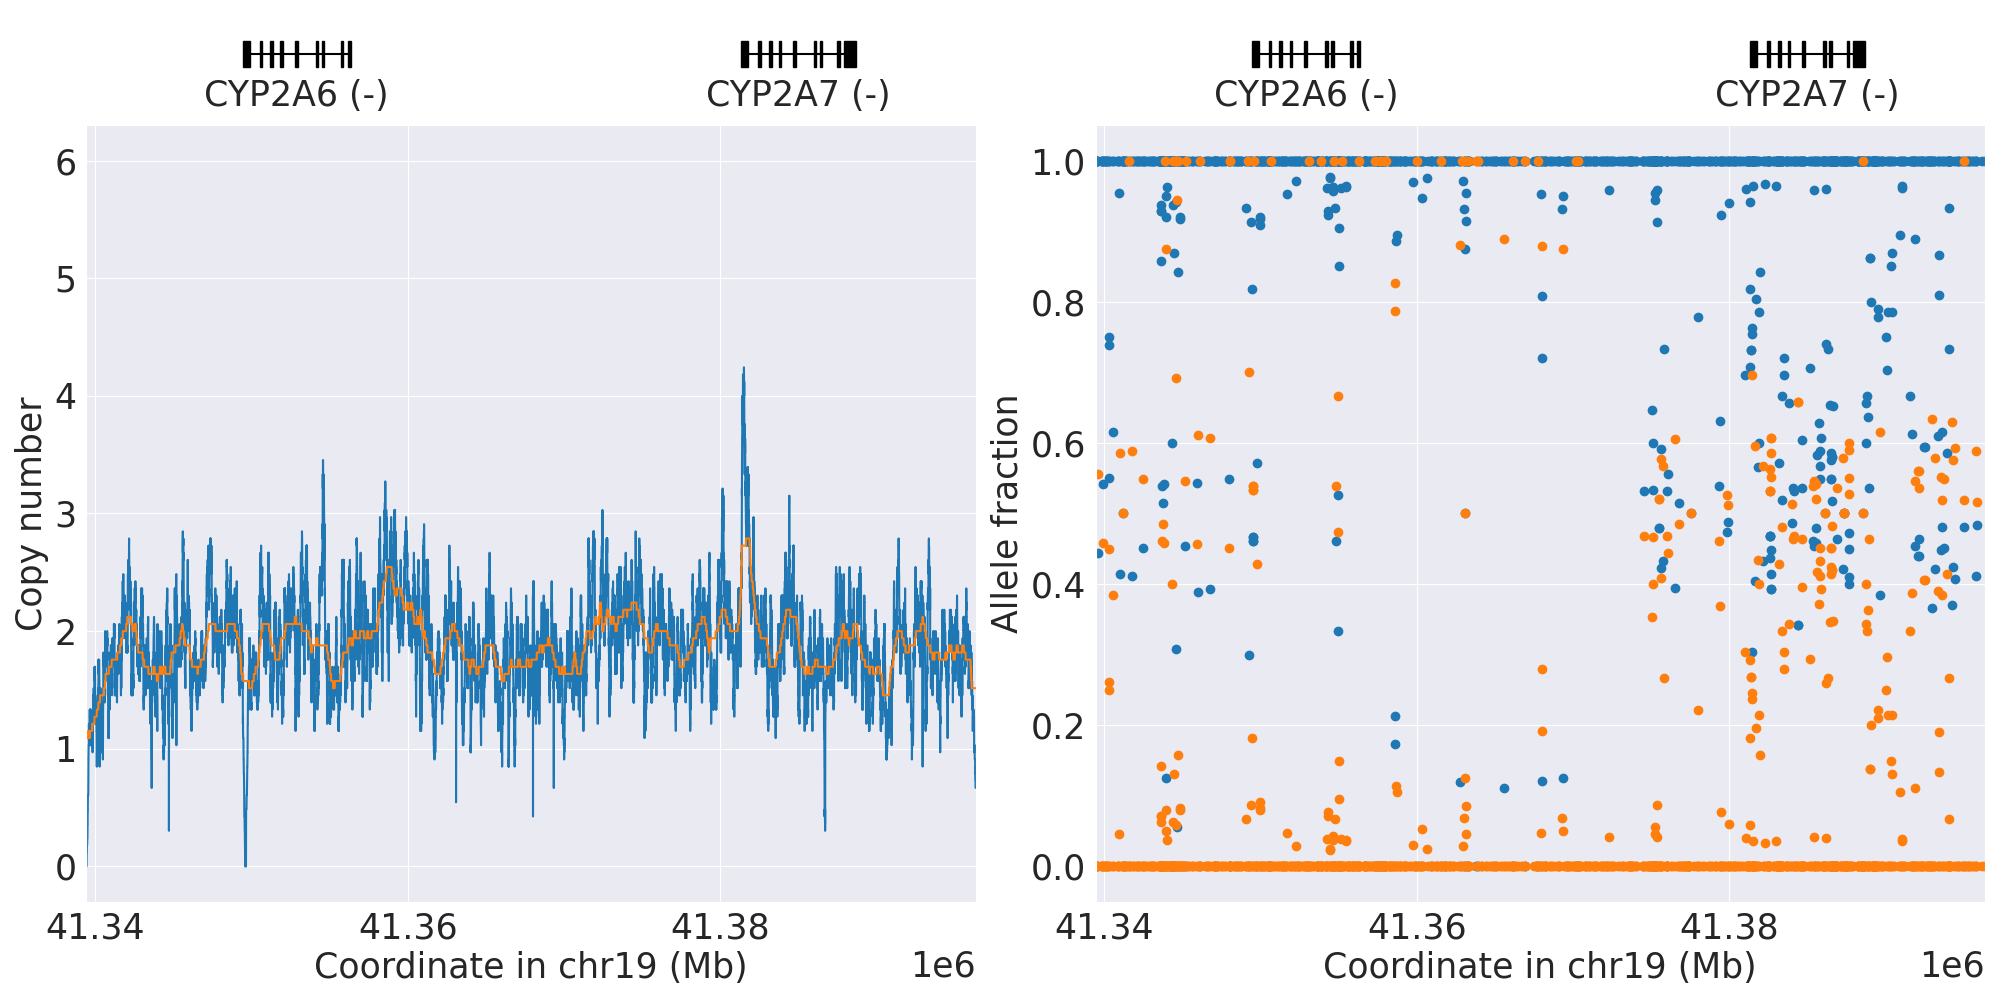 CYP2A6 (-)
CYP2A7 (-)
6
5
4
3
2
1
0
Copy number
41.34
41.36
41.38
Coordinate in chr19 (Mb)
1e6
CYP2A6 (-)
CYP2A7 (-)
1.0
0.8
0.6
0.4
0.2
0.0
Allele fraction
41.34
41.36
41.38
Coordinate in chr19 (Mb)
1e6